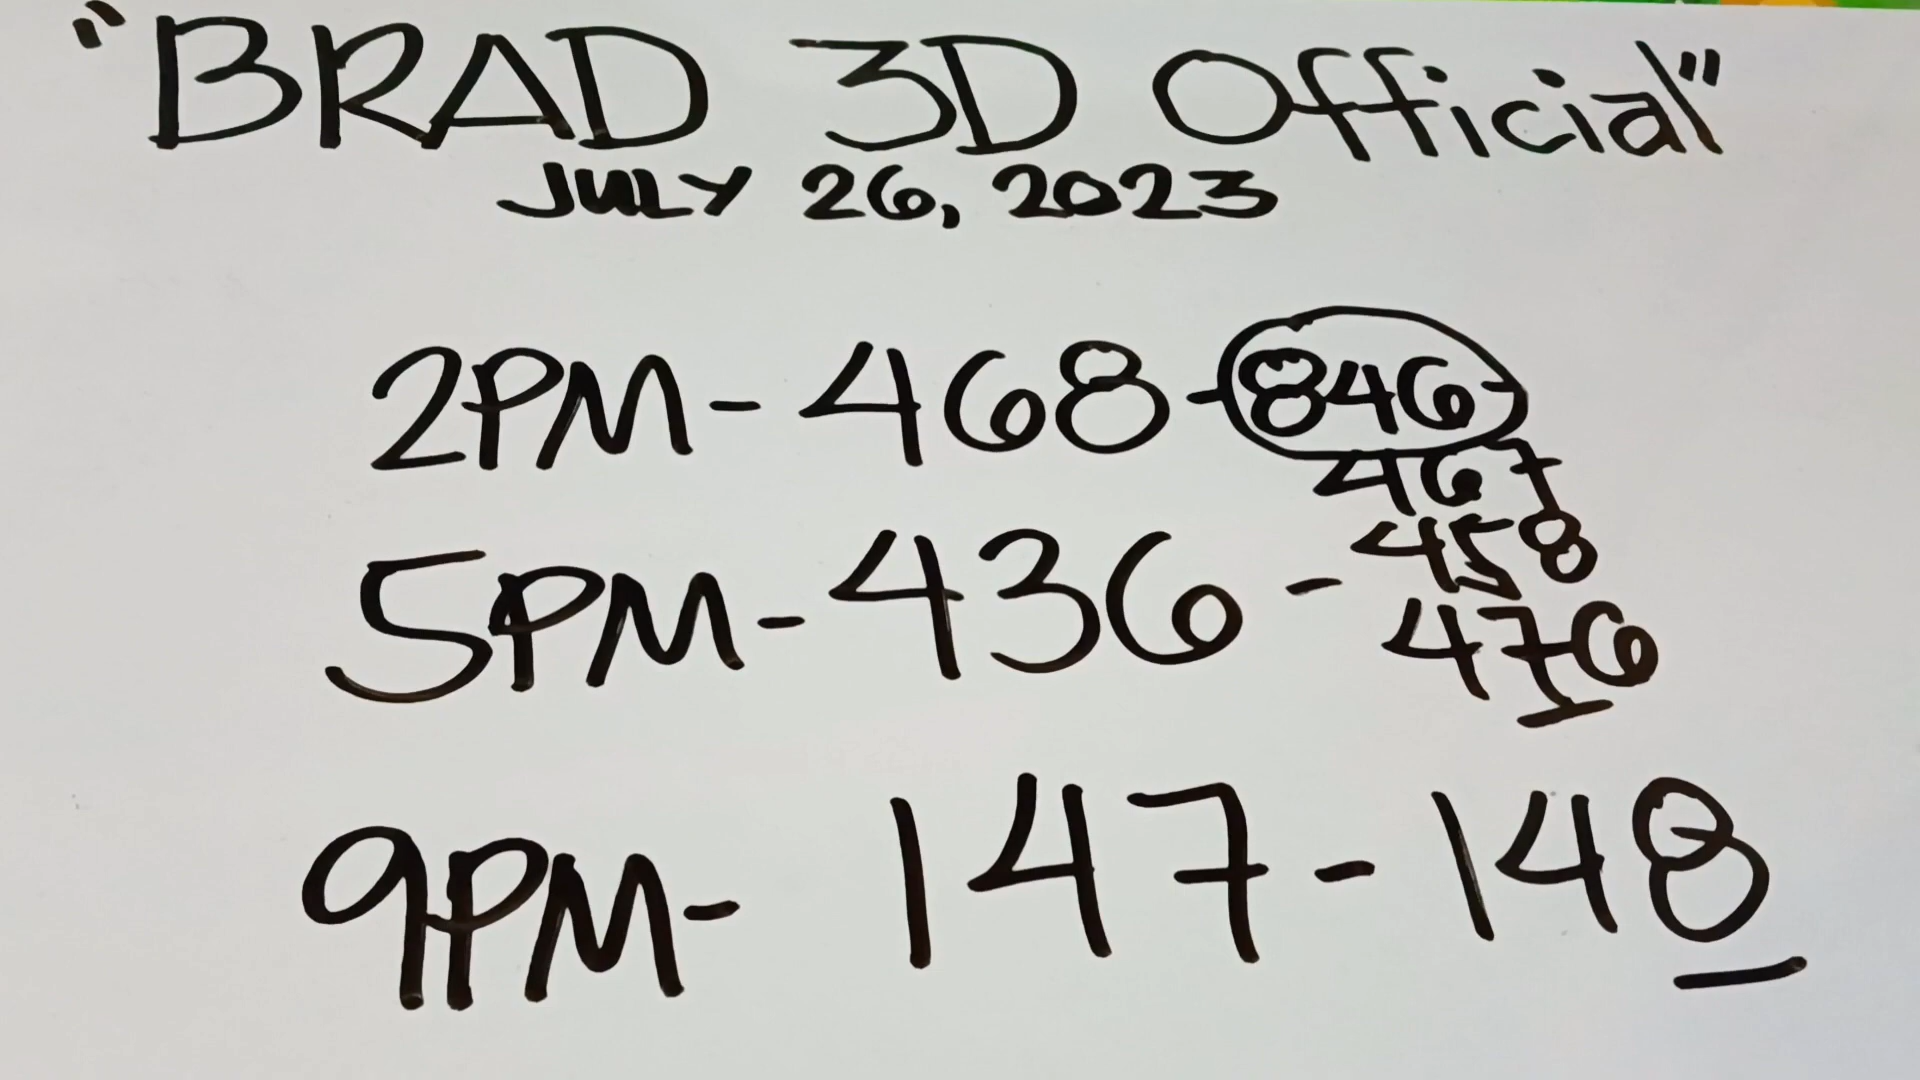 "BRAD 3D Official"
JULY 26, 2023
2PM - 468 - 846 -
467
458
5PM - 436 - 476
9PM - 147 - 148